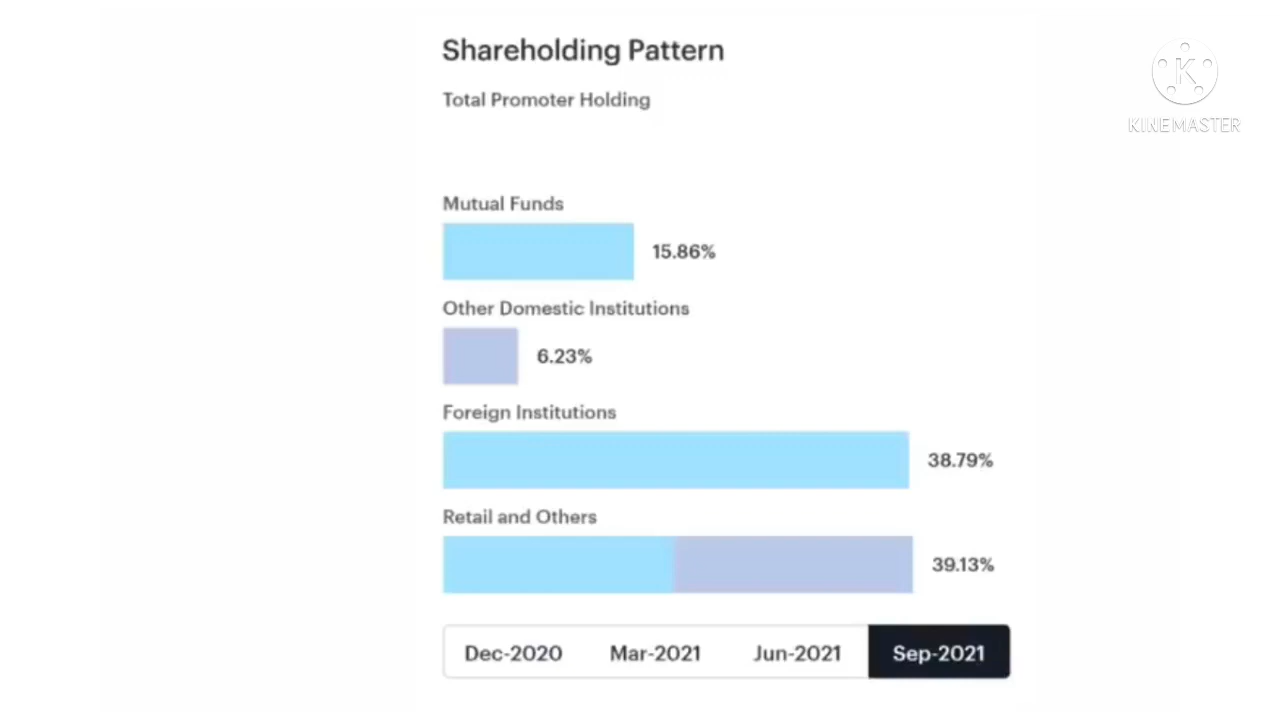 Shareholding Pattern
Total Promoter Holding
Mutual Funds
15.86%
Other Domestic Institutions
6.23%
Foreign Institutions
38.79%
Retail and Others
39.13%
Dec-2020 Mar-2021 Jun-2021 Sep-2021
K
KINEMASTER